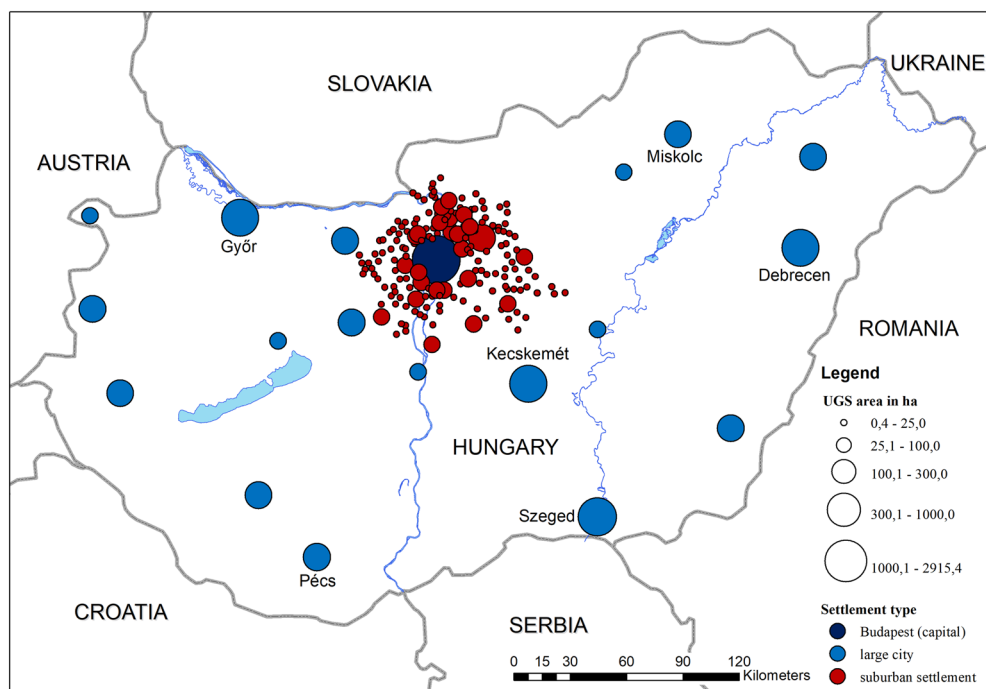 UKRAINE
SLOVAKIA
AUSTRIA
Miskolc
Győr
Debrecen
ROMANIA
Kecskemét
HUNGARY
Szeged
Pécs
CROATIA
SERBIA
Legend
UGS area in ha
0,4 - 25,0
25,1 - 100,0
100,1 - 300,0
300,1 - 1000,0
1000,1 - 2915,4
Settlement type
Budapest (capital)
large city
suburban settlement
0 15 30 60 90 120
Kilometers